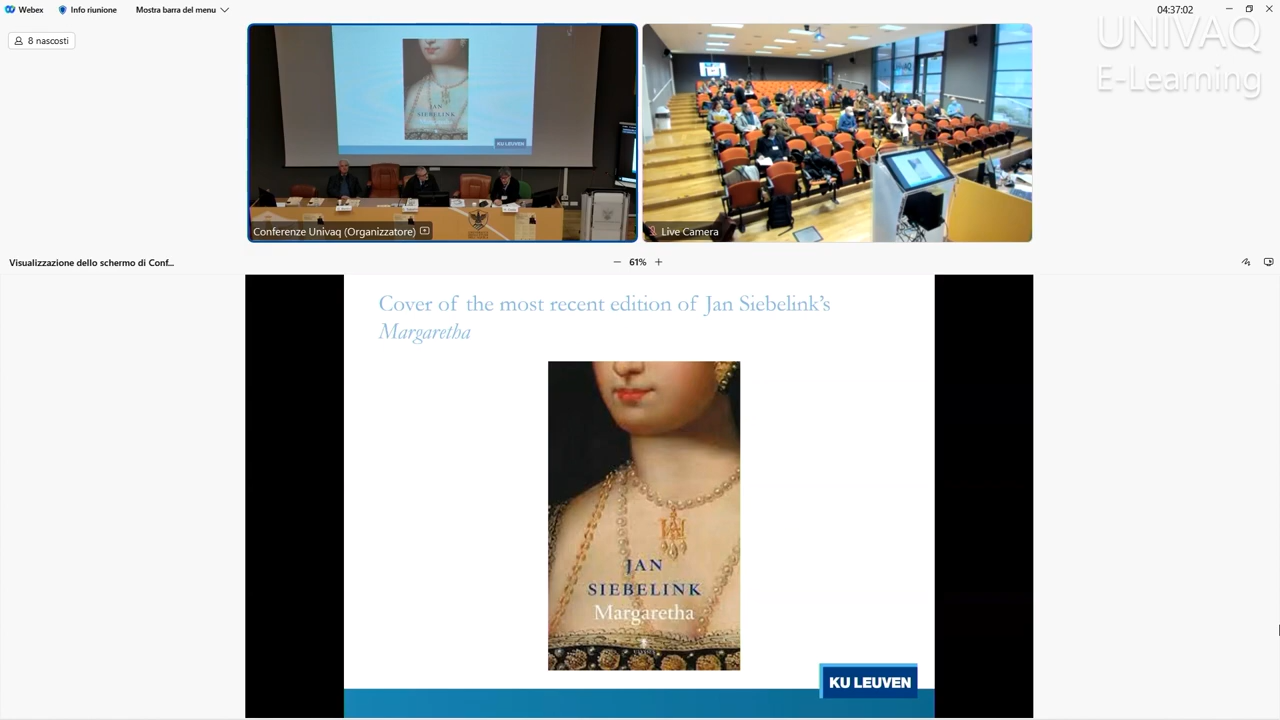 Webex
Info riunione
Mostra barra del menu
04:37:02
8 nascosti
UNIVAQ
E-Learning
JAN
SIEBELINK
KU LEUVEN
Conferenze Univaq (Organizzatore)
Live Camera
Visualizzazione dello schermo di Conf...
61%
Cover of the most recent edition of Jan Siebelink's
Margaretha
JAN
SIEBELINK
Margaretha
KU LEUVEN